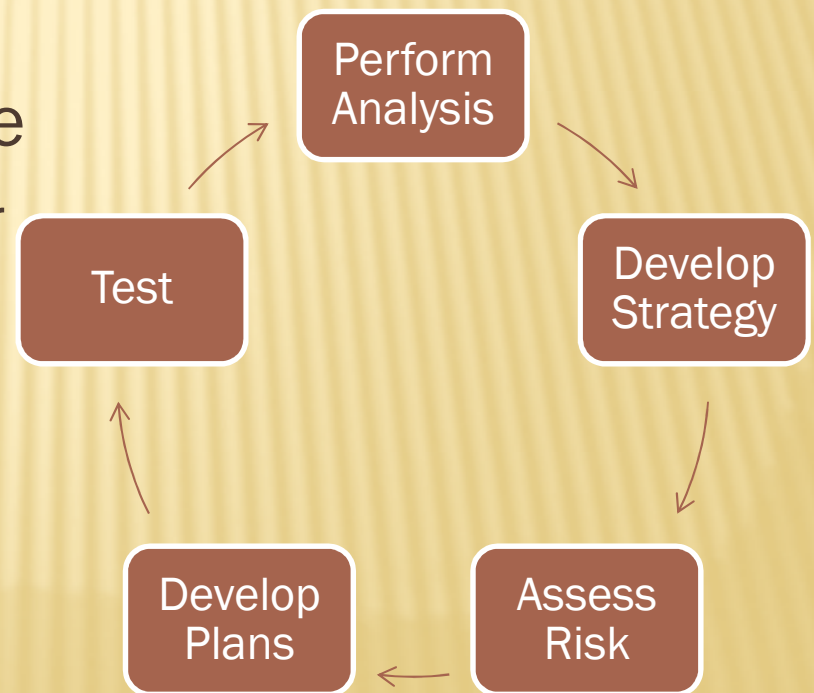 Perform
Analysis
Develop
Strategy
Assess
Risk
Develop
Plans
Test